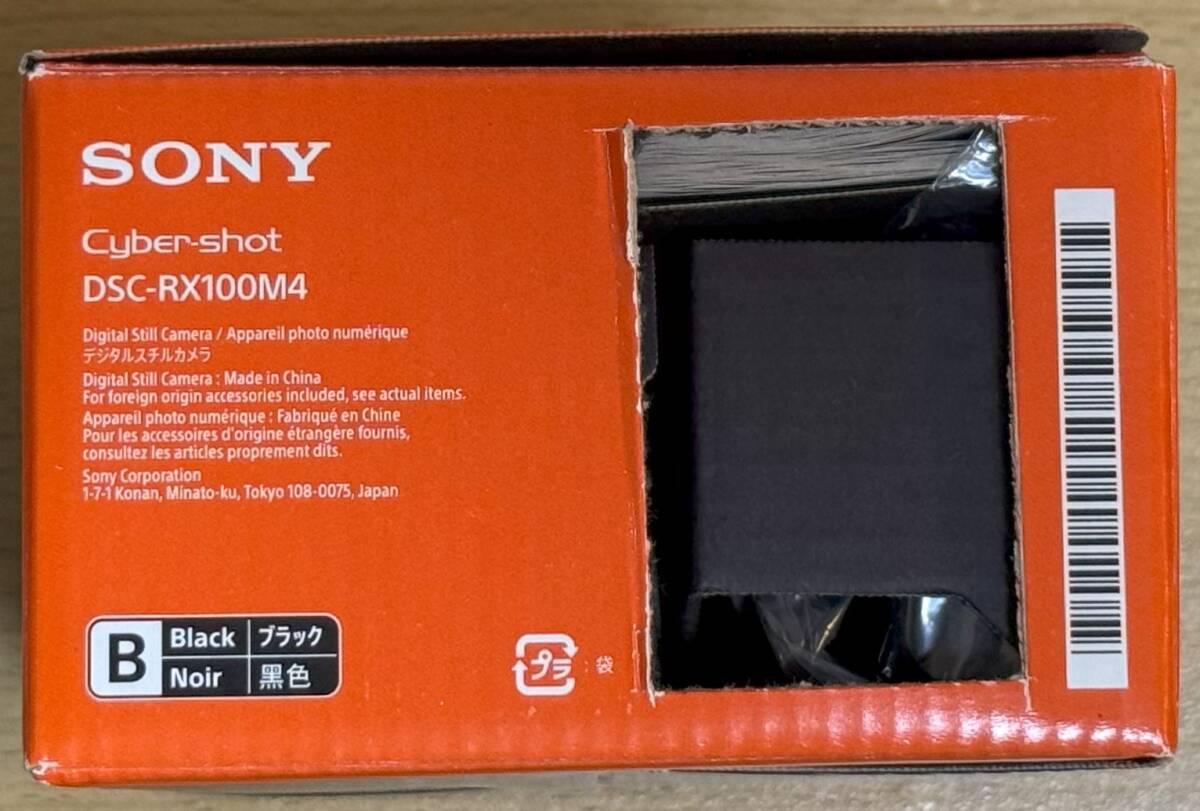 SONY
Cyber-shot
DSC-RX100M4
Digital Still Camera / Appareil photo numérique
デジタルスチルカメラ
Digital Still Camera : Made in China
For foreign origin accessories included, see actual items.
Appareil photo numérique : Fabriqué en Chine
Pour les accessoires d'origine étrangère fournis,
consultez les articles proprement dits.
Sony Corporation
1-7-1 Konan, Minato-ku, Tokyo 108-0075, Japan
B Black ブラック
Noir 黒色
プラ : 袋